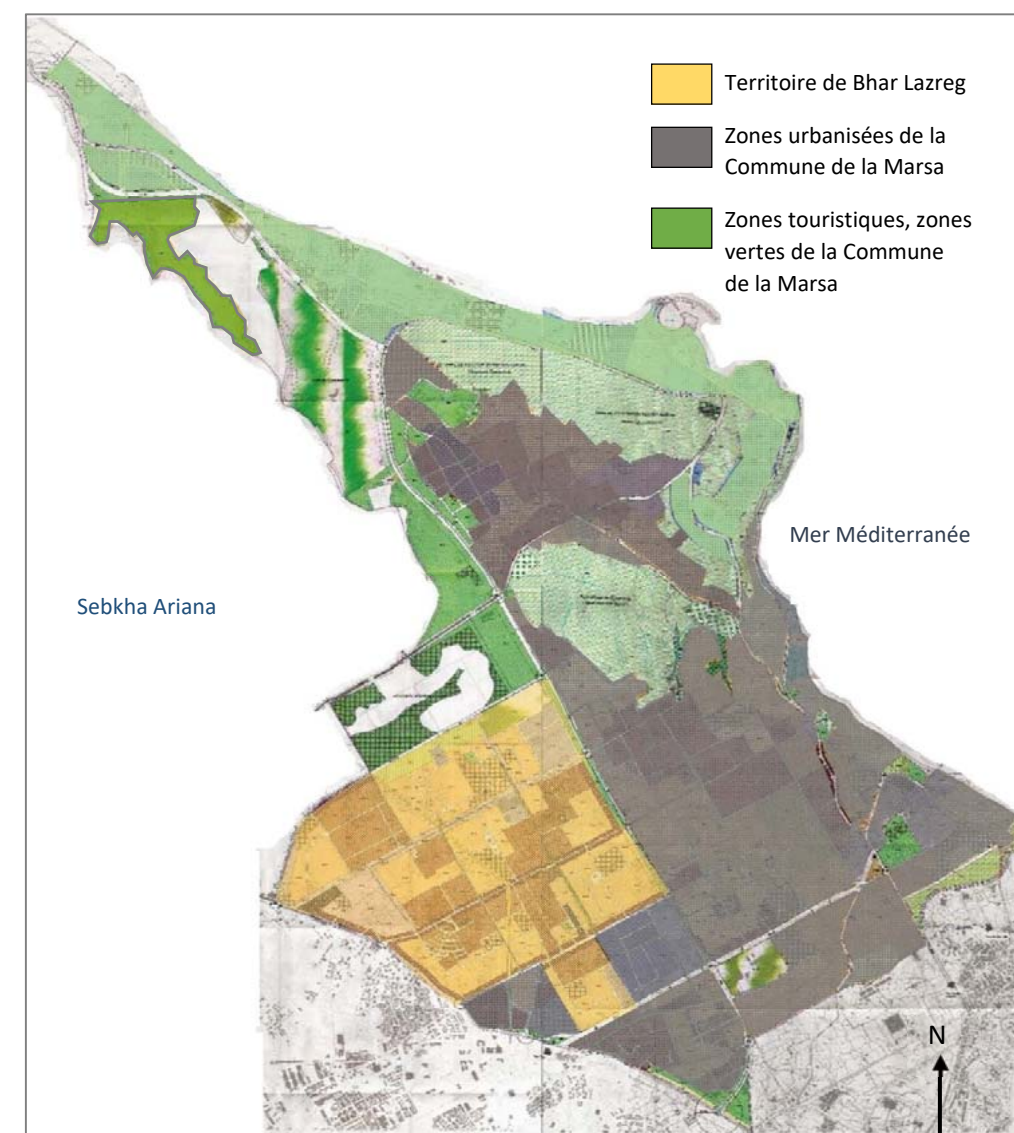 Territoire de Bhar Lazreg
Zones urbanisées de la
Commune de la Marsa
Zones touristiques, zones
vertes de la Commune
de la Marsa
Mer Méditerranée
Sebkha Ariana
N